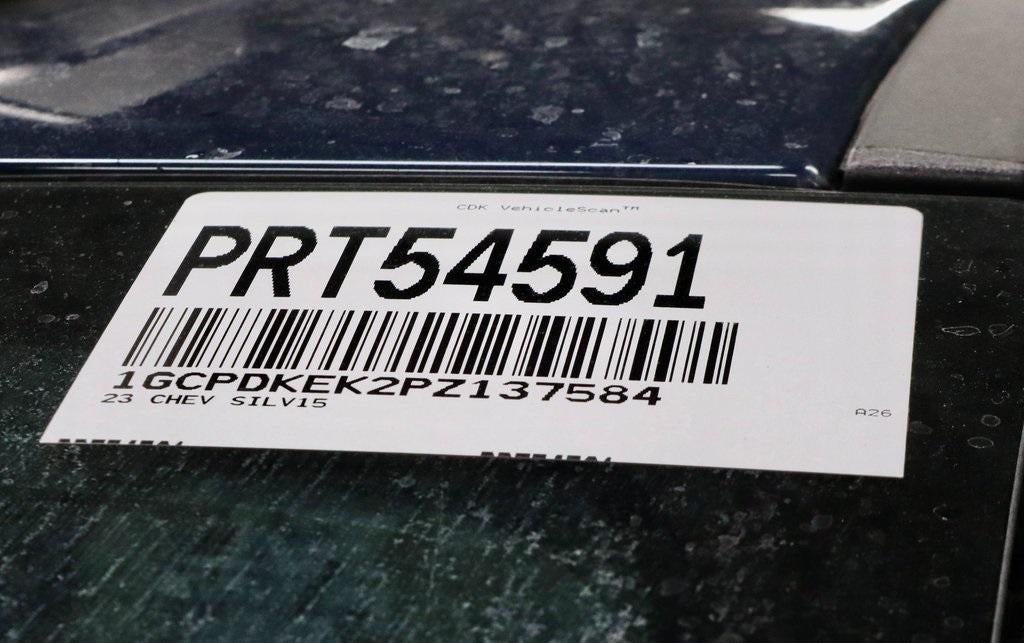 CDK VehicleScan™
PRT54591
1GCPDKEK2PZ137584
23 CHEV SILV15
A26